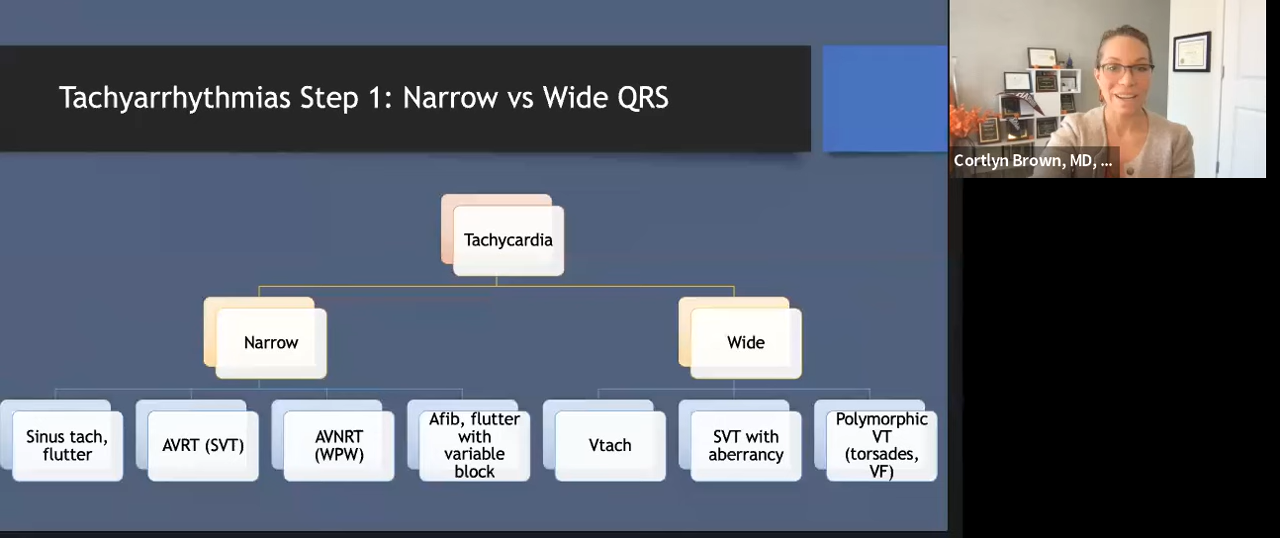 Tachyarrhythmias Step 1: Narrow vs Wide QRS
Cortlyn Brown, MD, ...
Tachycardia
Narrow
Wide
Sinus tach,
flutter
AVRT (SVT)
AVNRT
(WPW)
Afib, flutter
with
variable
block
Vtach
SVT with
aberrancy
Polymorphic
VT
(torsades,
VF)